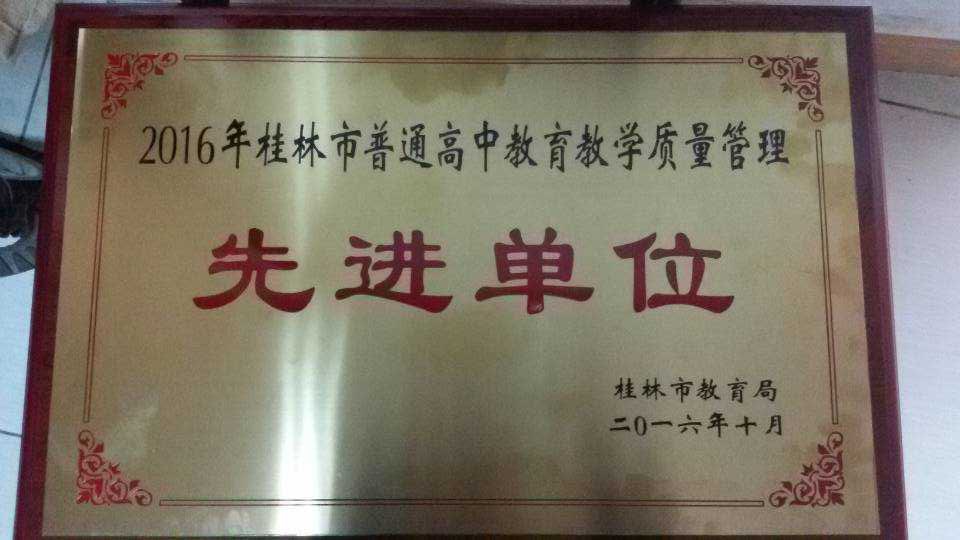 2016年桂林市普通高中教育教学质量管理
先进单位
桂林市教育局
二0一六年十月